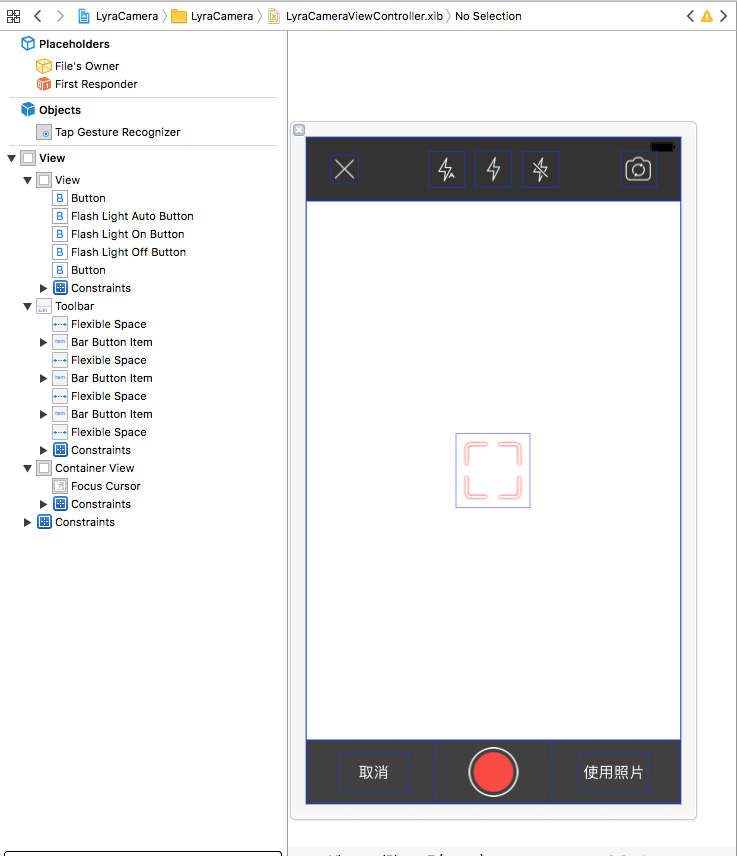 LyraCamera LyraCamera LyraCameraViewController.xib No Selection
Placeholders
File's Owner
First Responder
Objects
Tap Gesture Recognizer
View
View
B Button
B Flash Light Auto Button
B Flash Light On Button
B Flash Light Off Button
B Button
Constraints
Toolbar
Flexible Space
Item Bar Button Item
Flexible Space
Item Bar Button Item
Flexible Space
Item Bar Button Item
Flexible Space
Constraints
Container View
Focus Cursor
Constraints
Constraints
取消
使用照片